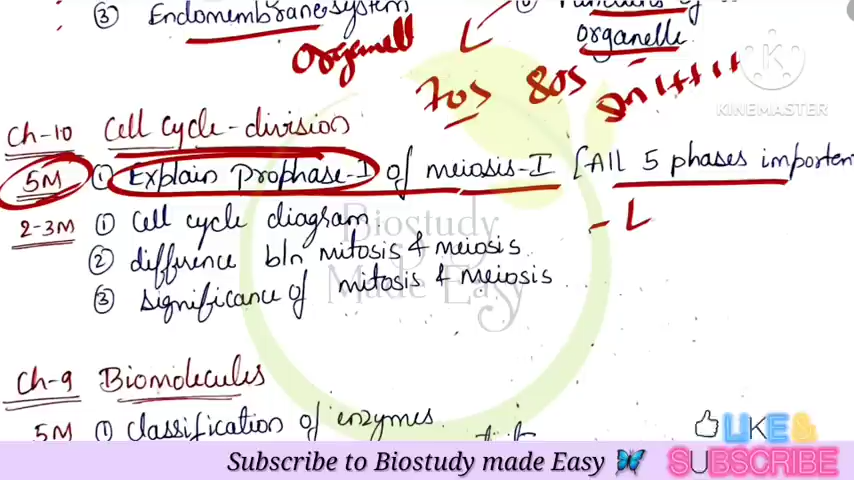 ③ Endomembrane system
organelle
Organell
70s 80s
KINEMASTER
Ch-10 Cell Cycle-division
5M ① Explain prophase-I of meiosis-I [All 5 phases importen
- L
2-3M ① Cell cycle diagram.
② difference b/n mitosis & meiosis
③ significance of mitosis & meiosis
Biostudy
Made Easy
Ch-9 Biomolecules
5M ① classification of enzymes.
LIKE &
SUBSCRIBE
Subscribe to Biostudy made Easy